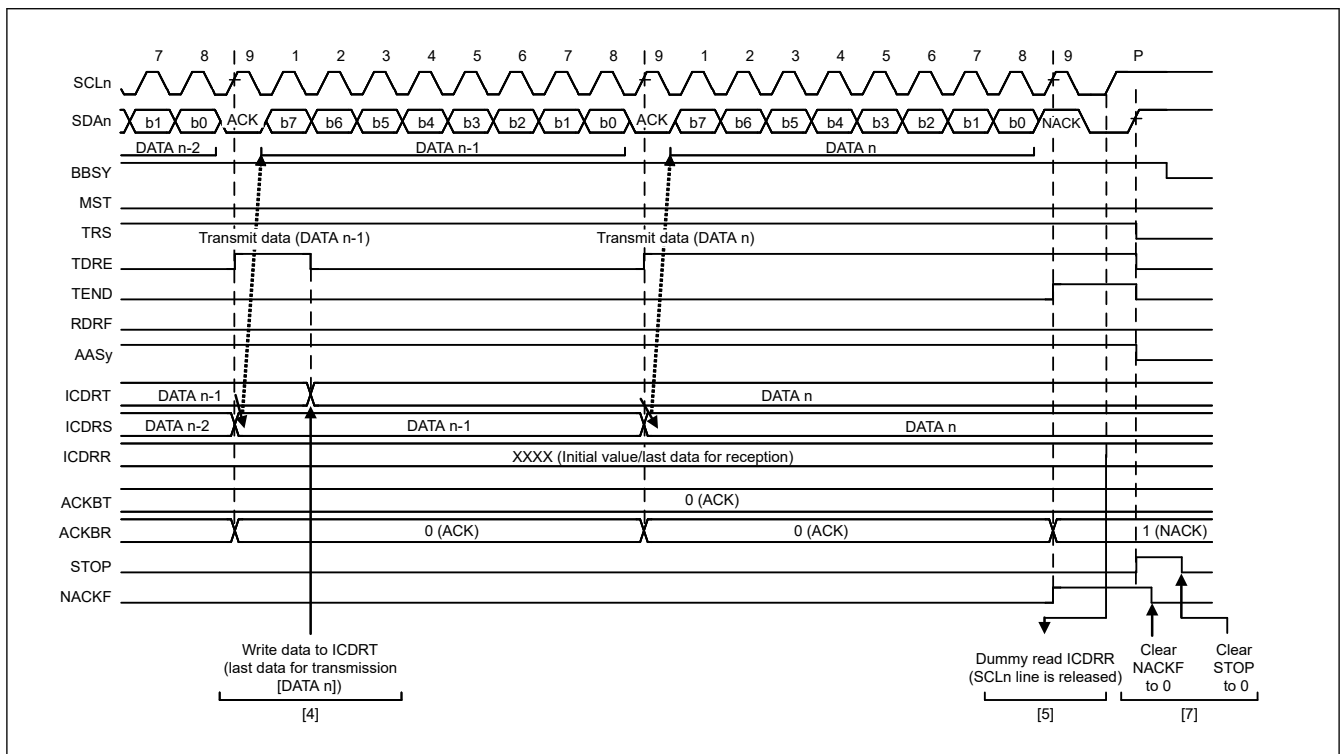 7 8 9 1 2 3 4 5 6 7 8 9 1 2 3 4 5 6 7 8 9 P
SCLn
SDAn b1 b0 ACK b7 b6 b5 b4 b3 b2 b1 b0 ACK b7 b6 b5 b4 b3 b2 b1 b0 NACK
DATA n-2 DATA n-1 DATA n
BBSY
MST
TRS
Transmit data (DATA n-1) Transmit data (DATA n)
TDRE
TEND
RDRF
AASy
ICDRT DATA n-1 DATA n
ICDRS DATA n-2 DATA n-1 DATA n
ICDRR XXXX (Initial value/last data for reception)
ACKBT 0 (ACK)
ACKBR 0 (ACK) 0 (ACK) 1 (NACK)
STOP
NACKF
Write data to ICDRT
(last data for transmission
[DATA n])
[4]
Dummy read ICDRR
(SCLn line is released)
[5]
Clear
NACKF
to 0
Clear
STOP
to 0
[7]